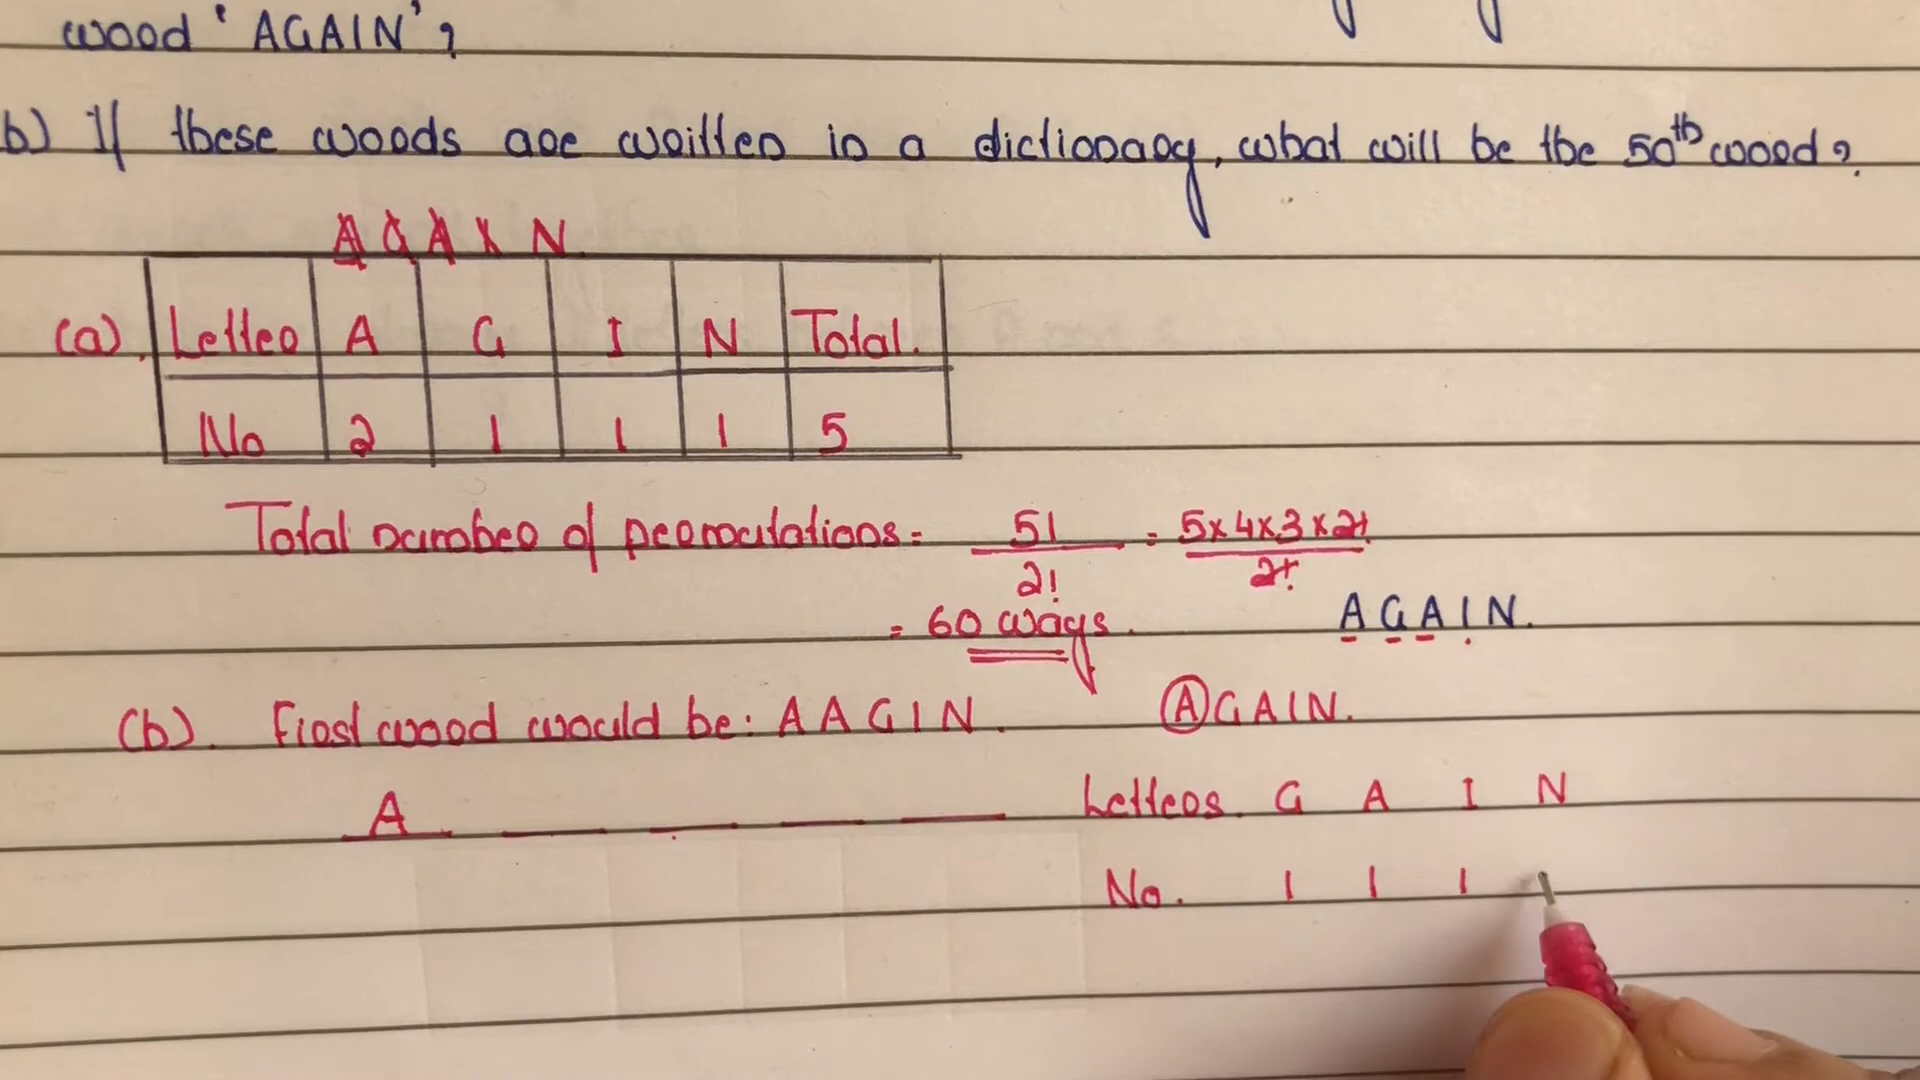 word 'AGAIN'?
b) If these words are written in a dictionary, what will be the 50th word?
A G A I N
(a). Letter A G I N Total.
No 2 1 1 1 5
Total number of permutations = 5! / 2! = 5x4x3x2! / 2!
= 60 ways.
A G A I N.
(b). First word would be: A A G I N. A G A I N.
A _ _ _ _ Letters. G A I N
No. 1 1 1